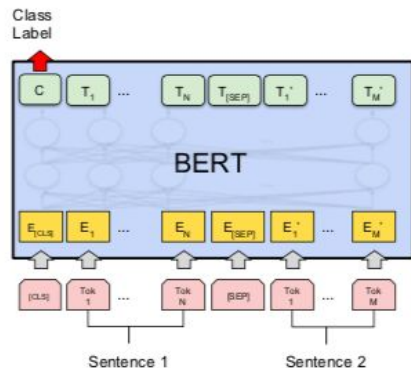 Class
Label
C T1 ... TN T[SEP] T1' ... TM'
BERT
E[CLS] E1 ... EN E[SEP] E1' ... EM'
[CLS] Tok 1 ... Tok N [SEP] Tok 1 ... Tok M
Sentence 1 Sentence 2